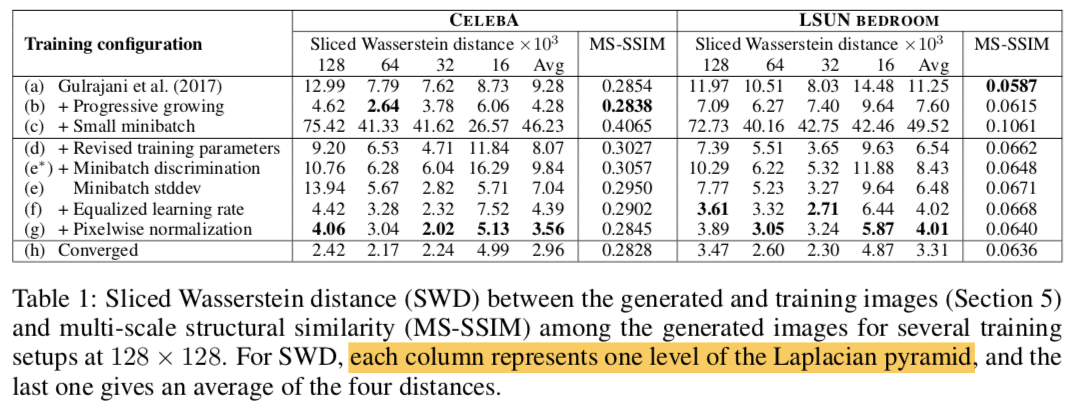 CELEBA LSUN BEDROOM
Training configuration Sliced Wasserstein distance ×10³ MS-SSIM Sliced Wasserstein distance ×10³ MS-SSIM
128 64 32 16 Avg 128 64 32 16 Avg
(a) Gulrajani et al. (2017) 12.99 7.79 7.62 8.73 9.28 0.2854 11.97 10.51 8.03 14.48 11.25 0.0587
(b) + Progressive growing 4.62 2.64 3.78 6.06 4.28 0.2838 7.09 6.27 7.40 9.64 7.60 0.0615
(c) + Small minibatch 75.42 41.33 41.62 26.57 46.23 0.4065 72.73 40.16 42.75 42.46 49.52 0.1061
(d) + Revised training parameters 9.20 6.53 4.71 11.84 8.07 0.3027 7.39 5.51 3.65 9.63 6.54 0.0662
(e*) + Minibatch discrimination 10.76 6.28 6.04 16.29 9.84 0.3057 10.29 6.22 5.32 11.88 8.43 0.0648
(e) Minibatch stddev 13.94 5.67 2.82 5.71 7.04 0.2950 7.77 5.23 3.27 9.64 6.48 0.0671
(f) + Equalized learning rate 4.42 3.28 2.32 7.52 4.39 0.2902 3.61 3.32 2.71 6.44 4.02 0.0668
(g) + Pixelwise normalization 4.06 3.04 2.02 5.13 3.56 0.2845 3.89 3.05 3.24 5.87 4.01 0.0640
(h) Converged 2.42 2.17 2.24 4.99 2.96 0.2828 3.47 2.60 2.30 4.87 3.31 0.0636
Table 1: Sliced Wasserstein distance (SWD) between the generated and training images (Section 5)
and multi-scale structural similarity (MS-SSIM) among the generated images for several training
setups at 128 × 128. For SWD, each column represents one level of the Laplacian pyramid, and the
last one gives an average of the four distances.